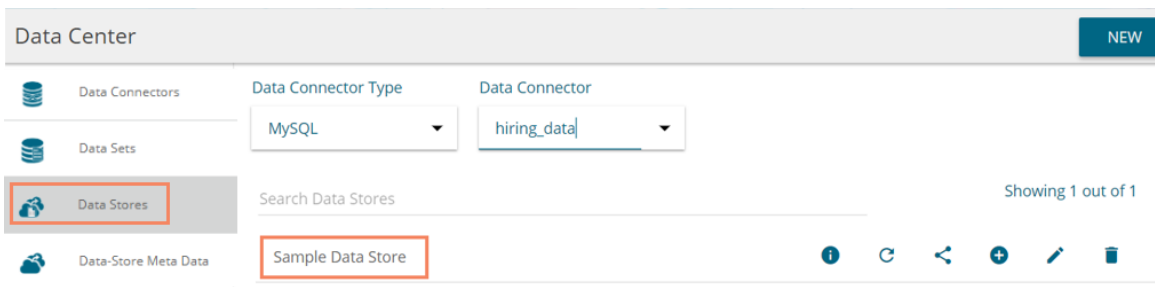 Data Center
NEW
Data Connectors
Data Sets
Data Stores
Data-Store Meta Data
Data Connector Type
Data Connector
MySQL
hiring_data
Search Data Stores
Showing 1 out of 1
Sample Data Store